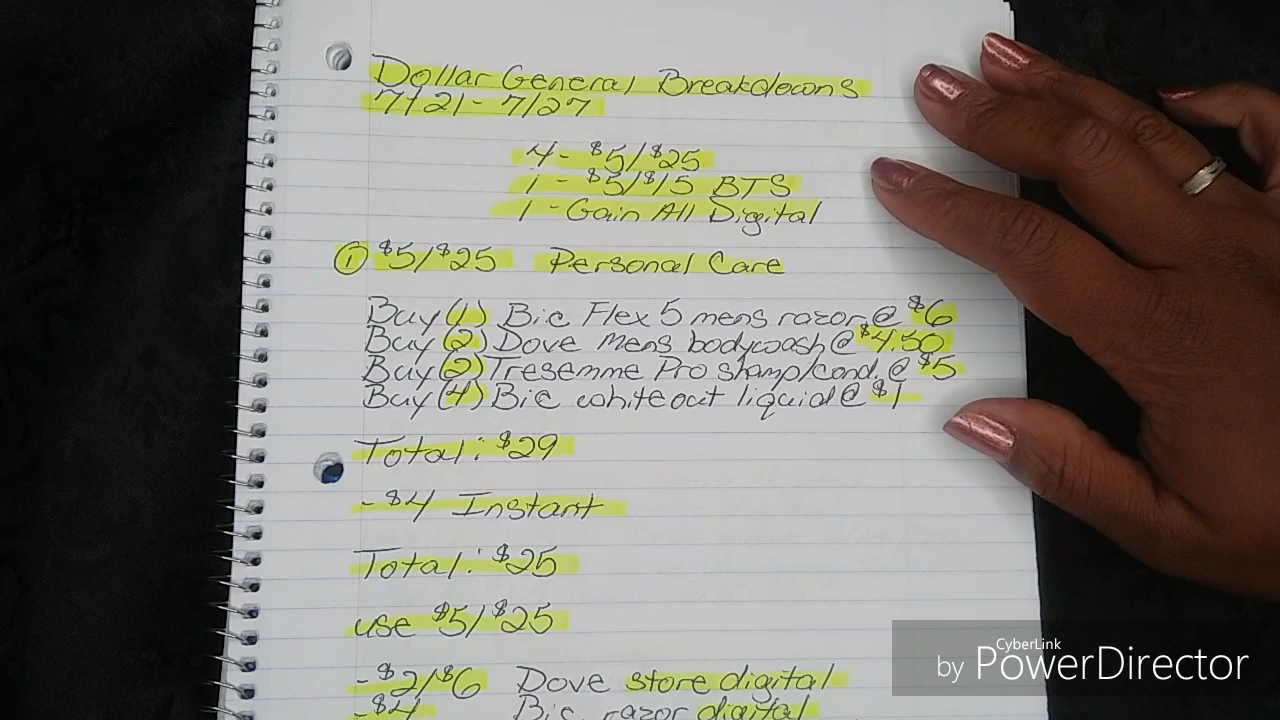 Dollar General Breakdowns
7/21 - 7/27
4 - $5/$25
1 - $5/$15 BTS
1 - Gain All Digital
① $5/$25 Personal Care
Buy (1) Bic Flex 5 mens razor @ $6
Buy (2) Dove Mens bodywash @ $4.50
Buy (2) Tresemme Pro shamp/cond. @ $5
Buy (4) Bic whiteout liquid @ $1
Total: $29
- $4 Instant
Total: $25
use $5/$25
- $2/$6 Dove store digital
- $4 Bic razor digital
CyberLink
by PowerDirector